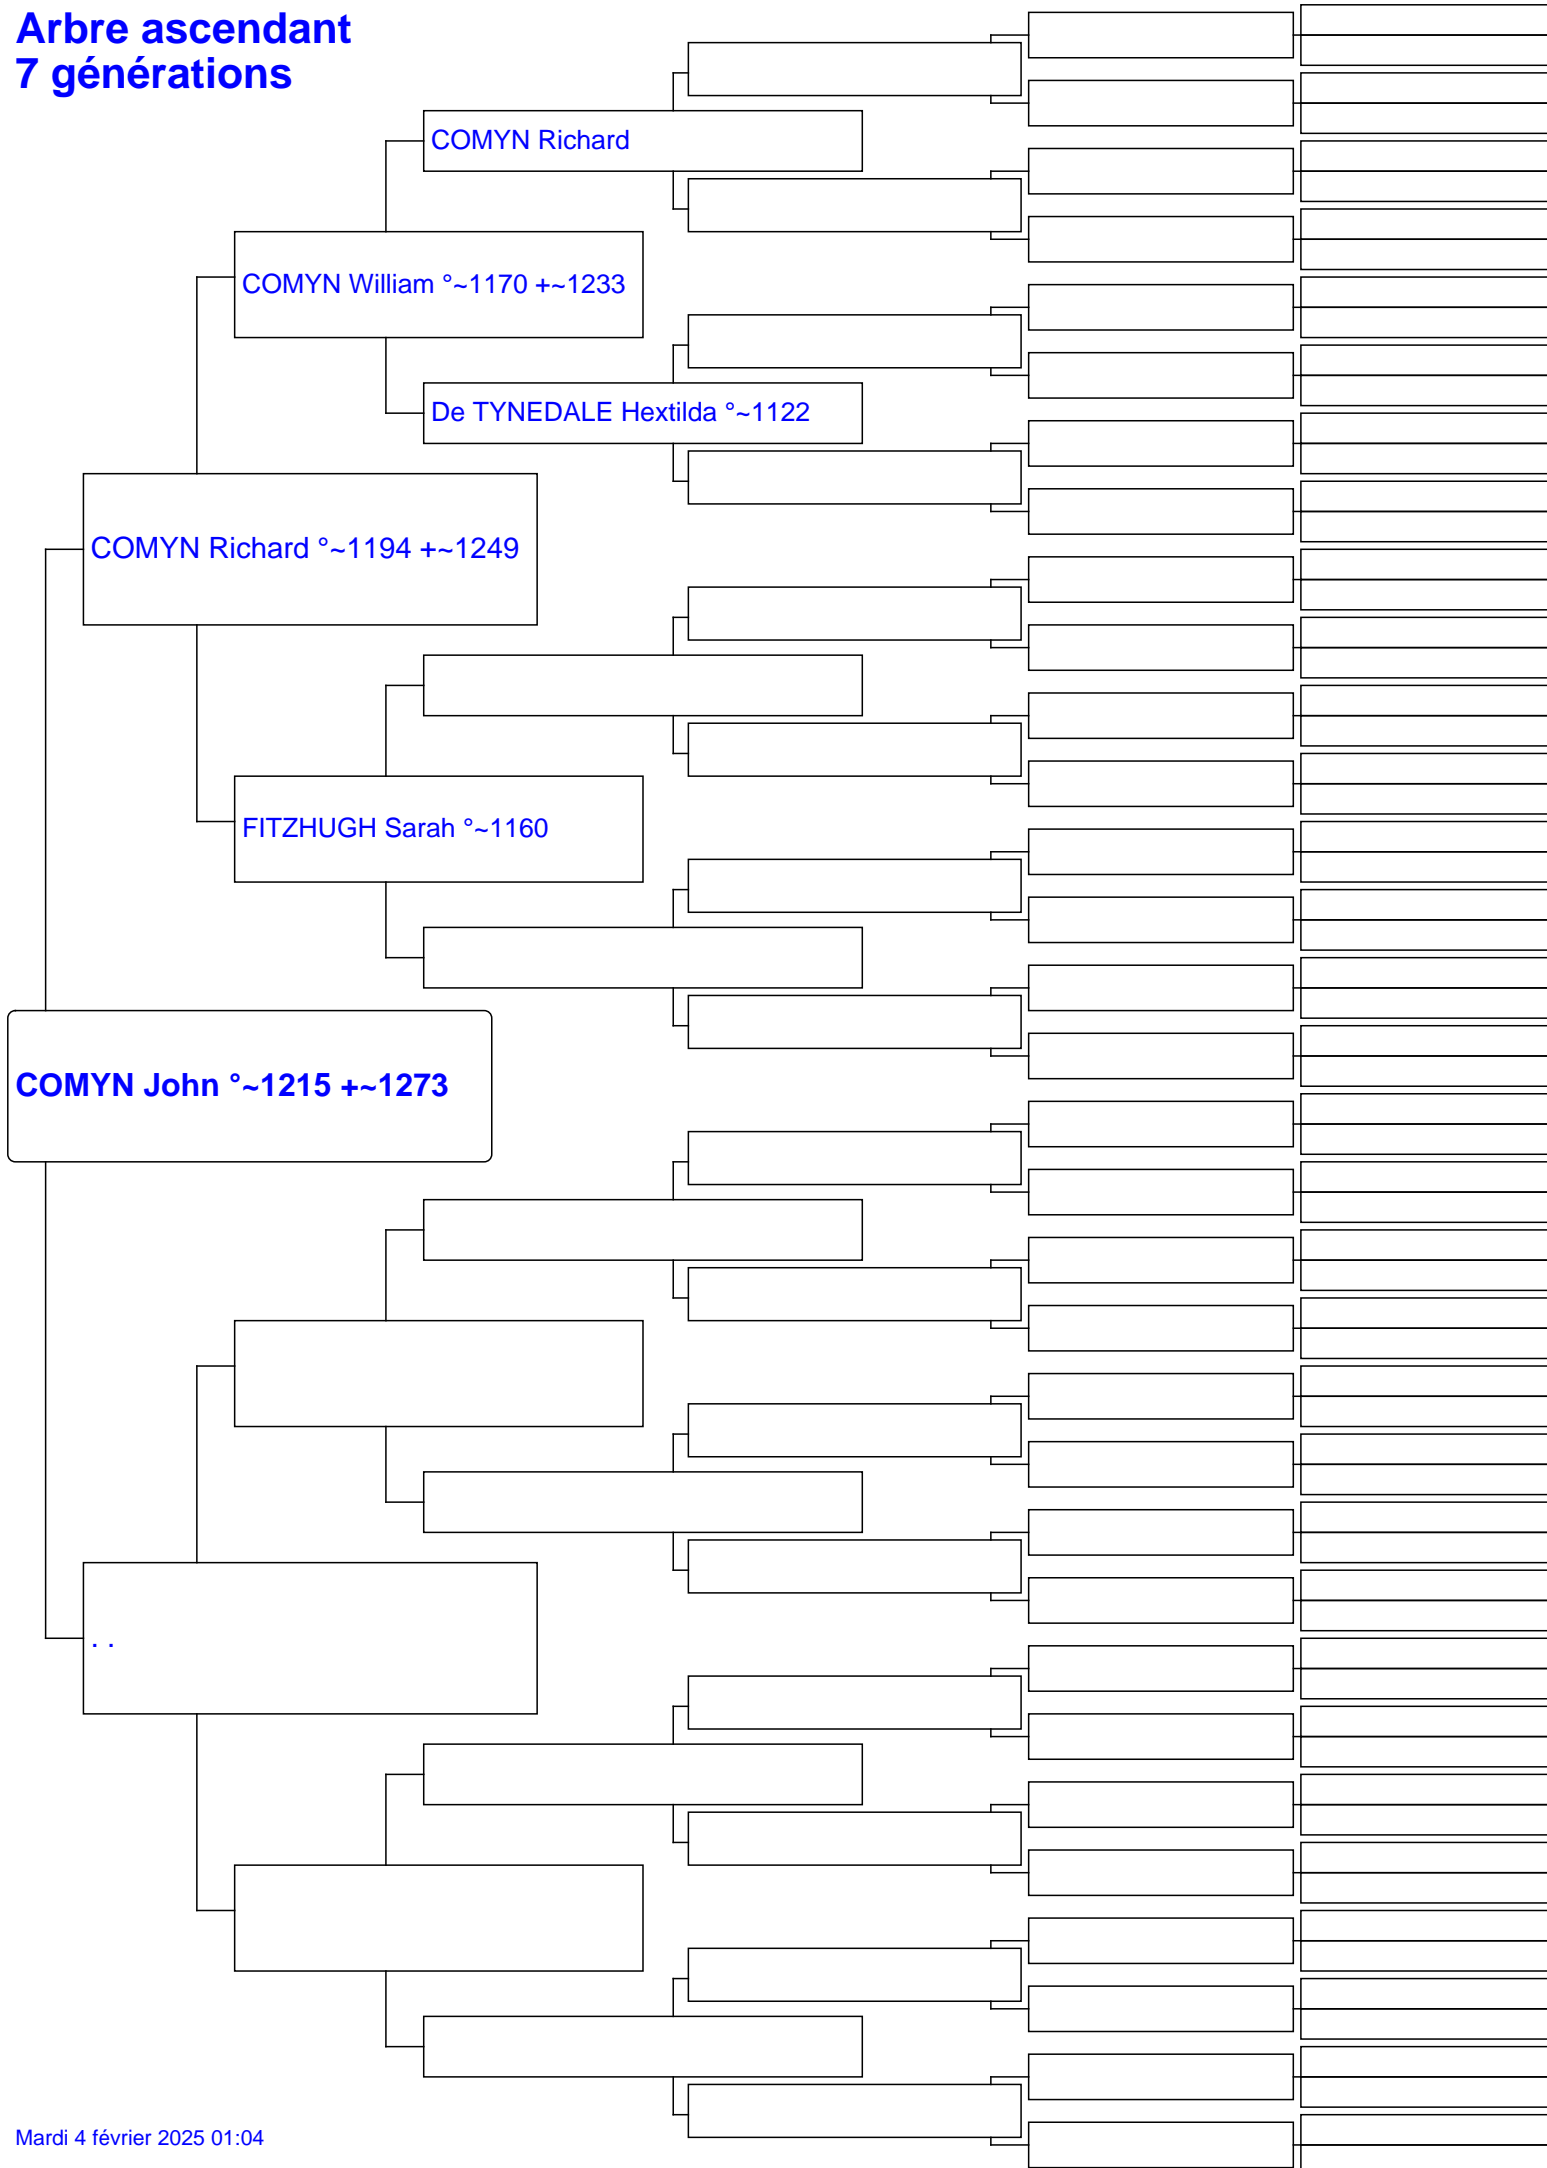 Arbre ascendant
7 générations
COMYN Richard
COMYN William °~1170 +~1233
De TYNEDALE Hextilda °~1122
COMYN Richard °~1194 +~1249
FITZHUGH Sarah °~1160
COMYN John °~1215 +~1273
. .
Mardi 4 février 2025 01:04